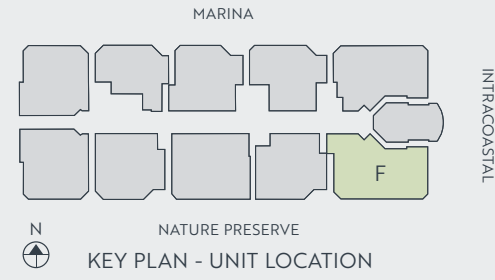 MARINA
INTRACOASTAL
F
N
NATURE PRESERVE
KEY PLAN - UNIT LOCATION